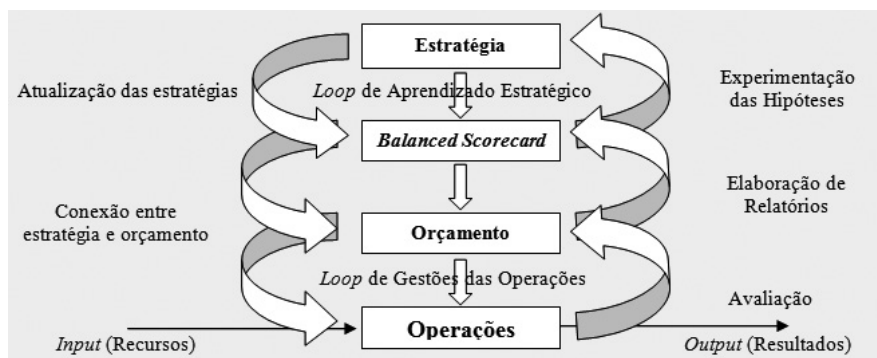 Estratégia
Atualização das estratégias
Loop de Aprendizado Estratégico
Experimentação
das Hipóteses
Balanced Scorecard
Conexão entre
estratégia e orçamento
Elaboração de
Relatórios
Orçamento
Loop de Gestões das Operações
Avaliação
Operações
Input (Recursos)
Output (Resultados)